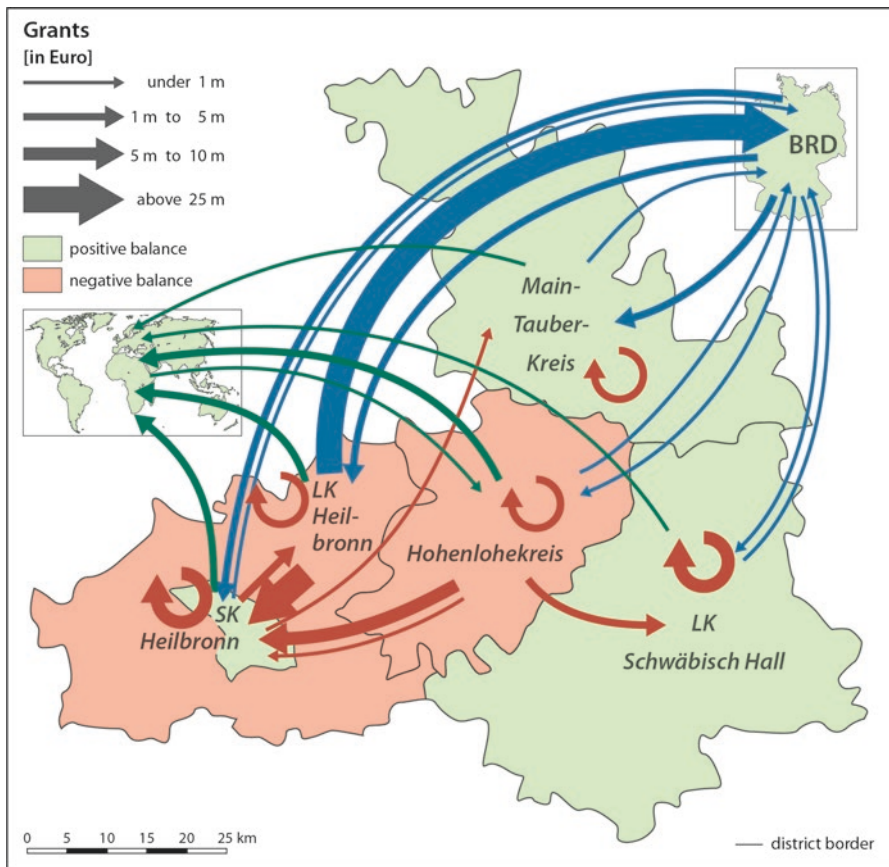 Grants
[in Euro]
under 1 m
1 m to 5 m
5 m to 10 m
above 25 m
positive balance
negative balance
BRD
Main-
Tauber-
Kreis
LK
Heil-
bronn
Hohenlohekreis
SK
Heilbronn
LK
Schwäbisch Hall
0 5 10 15 20 25 km
district border